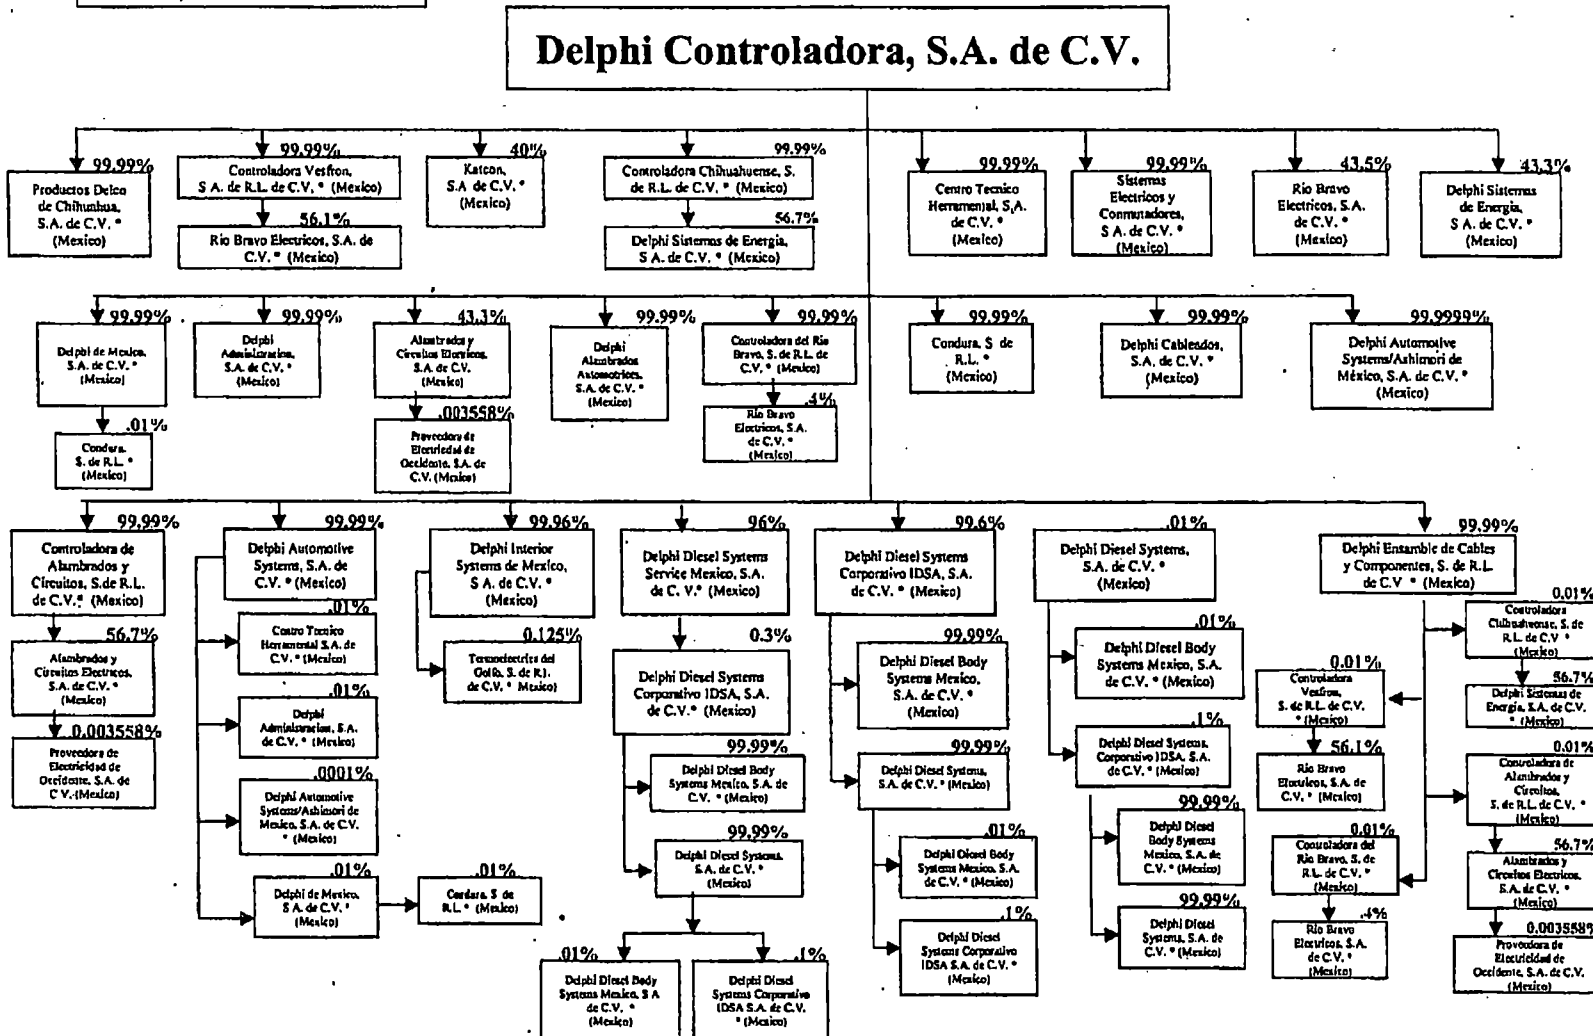 Delphi Controladora, S.A. de C.V.
99.99%
Productos Delco
de Chihuahua,
S.A. de C.V. *
(Mexico)
99.99%
Controladora Vesfron,
S A. de R.L. de C.V. * (Mexico)
56.1%
Rio Bravo Electricos, S.A. de
C.V. * (Mexico)
40%
Katcon,
S.A de C.V. *
(Mexico)
99.99%
Controladora Chihuahuense, S.
de R.L. de C.V. * (Mexico)
56.7%
Delphi Sistemas de Energia,
S A. de C.V. * (Mexico)
99.99%
Centro Tecnico
Herramental, S.A.
de C.V. *
(Mexico)
99.99%
Sistemas
Electricos y
Conmutadores,
S.A. de C.V. *
(Mexico)
43.5%
Rio Bravo
Electricos, S.A.
de C.V. *
(Mexico)
43.3%
Delphi Sistemas
de Energia,
S A. de C.V. *
(Mexico)
99.99%
Delphi de Mexico,
S.A. de C.V. *
(Mexico)
.01%
Condura,
S. de R.L. *
(Mexico)
99.99%
Delphi
Administracion,
S.A. de C.V. *
(Mexico)
43.3%
Alambrados y
Circuitos Electricos,
S.A. de C.V.
(Mexico)
.003558%
Proveedora de
Electriedad de
Occidente, S.A. de
C.V. (Mexico)
99.99%
Delphi
Alambrados
Automotrices,
S.A. de C.V. *
(Mexico)
99.99%
Controladora del Rio
Bravo, S. de R.L. de
C.V. * (Mexico)
.4%
Rio Bravo
Electricos, S.A.
de C.V. *
(Mexico)
99.99%
Condura, S. de
R.L. *
(Mexico)
99.99%
Delphi Cableados,
S.A. de C.V. *
(Mexico)
99.9999%
Delphi Automotive
Systems/Ashimori de
México, S.A. de C.V. *
(Mexico)
99.99%
Controladora de
Alambrados y
Circuitos, S.de R.L.
de C.V.* (Mexico)
56.7%
Alambrados y
Circuitos Electricos,
S.A. de C.V. *
(Mexico)
0.003558%
Proveedora de
Electricidad de
Occidente, S.A. de
C V. (Mexico)
99.99%
Delphi Automotive
Systems, S.A. de
C.V. * (Mexico)
.01%
Centro Tecnico
Herramental S.A. de
C.V. * (Mexico)
.01%
Delphi
Administracion, S.A.
de C.V. * (Mexico)
.0001%
Delphi Automotive
Systems/Ashimori de
Mexico, S.A. de C.V.
* (Mexico)
.01%
Delphi de Mexico,
S A. de C.V. *
(Mexico)
.01%
Condura, S de
R.L. * (Mexico)
99.96%
Delphi Interior
Systems de Mexico,
S A. de C.V. *
(Mexico)
0.125%
Termoelectrica del
Golfo, S. de R.l.
de C.V. * Mexico)
96%
Delphi Diesel Systems
Service Mexico, S.A.
de C. V.* (Mexico)
0.3%
Delphi Diesel Systems
Corporativo IDSA, S.A.
de C.V.* (Mexico)
99.99%
Delphi Diesel Body
Systems Mexico, S.A. de
C.V. * (Mexico)
99.99%
Delphi Diesel Systems,
S.A. de C.V. *
(Mexico)
.01%
Delphi Diesel Body
Systems Mexico, S A
de C.V. *
(Mexico)
.1%
Delphi Diesel
Systems Corporativo
IDSA S.A. de C.V.
* (Mexico)
99.6%
Delphi Diesel Systems
Corporativo IDSA, S.A.
de C.V. * (Mexico)
99.99%
Delphi Diesel Body
Systems Mexico,
S.A. de C.V. *
(Mexico)
99.99%
Delphi Diesel Systems,
S.A. de C.V. * (Mexico)
.01%
Delphi Diesel Body
Systems Mexico, S.A.
de C.V. * (Mexico)
.1%
Delphi Diesel
Systems Corporativo
IDSA S.A. de C.V. *
(Mexico)
.01%
Delphi Diesel Systems,
S.A. de C.V. *
(Mexico)
.01%
Delphi Diesel Body
Systems Mexico, S.A.
de C.V. * (Mexico)
.1%
Delphi Diesel Systems,
Corporativo IDSA, S.A.
de C.V. * (Mexico)
99.99%
Delphi Diesel
Body Systems
Mexico, S.A. de
C.V. *
(Mexico)
99.99%
Delphi Diesel
Systems, S.A. de
C.V. * (Mexico)
99.99%
Delphi Ensamble de Cables
y Componentes, S. de R.L.
de C.V * (Mexico)
0.01%
Controladora
Vesfron,
S. de R.L. de C.V.
* (Mexico)
56.1%
Rio Bravo
Electricos, S.A. de
C.V. * (Mexico)
0.01%
Controladora del
Rio Bravo, S. de
R.L. de C.V. *
(Mexico)
.4%
Rio Bravo
Electricos, S.A.
de C.V. *
(Mexico)
0.01%
Controladora
Chihuahuense, S. de
R.L. de C.V *
(Mexico)
56.7%
Delphi Sistemas de
Energia, S.A. de C.V.
* (Mexico)
0.01%
Controladora de
Alambrados y
Circuitos,
S. de R.L. de C.V. *
(Mexico)
56.7%
Alambrados y
Circuitos Electricos,
S.A. de C.V. *
(Mexico)
0.003558%
Proveedora de
Electricidad de
Occidente, S.A. de C.V.
(Mexico)